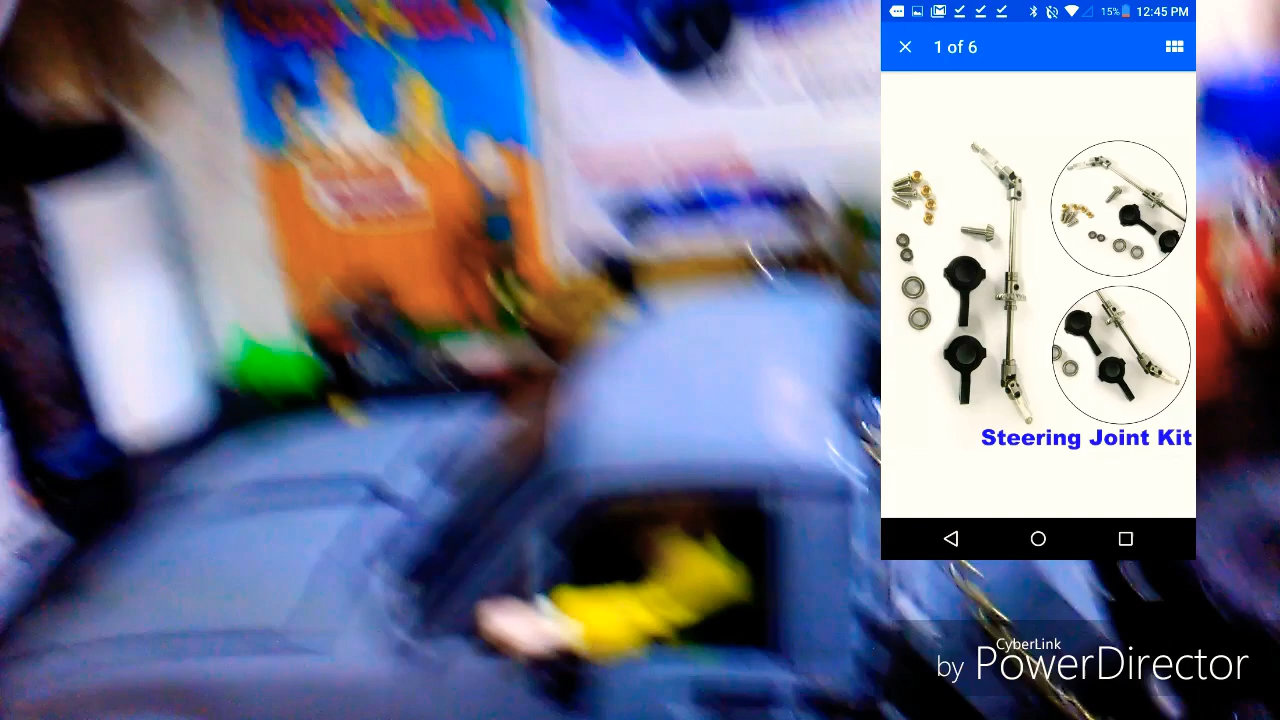 15% 12:45 PM
1 of 6
Steering Joint Kit
CyberLink
by PowerDirector